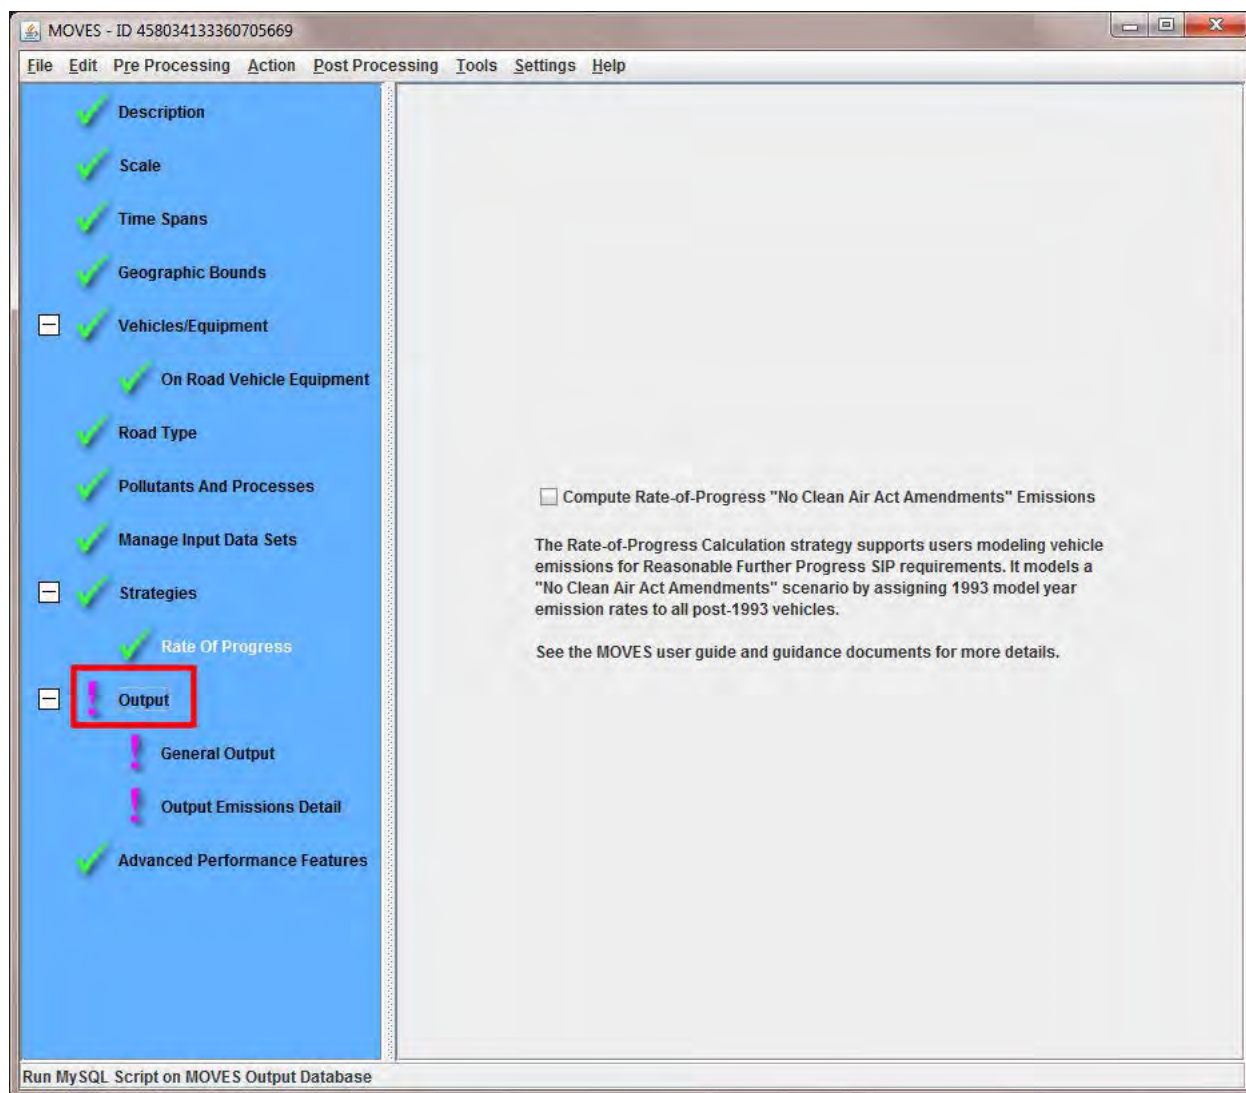 MOVES - ID 458034133360705669
File Edit Pre Processing Action Post Processing Tools Settings Help
Description
Scale
Time Spans
Geographic Bounds
Vehicles/Equipment
On Road Vehicle Equipment
Road Type
Pollutants And Processes
Manage Input Data Sets
Strategies
Rate Of Progress
Output
General Output
Output Emissions Detail
Advanced Performance Features
Compute Rate-of-Progress "No Clean Air Act Amendments" Emissions
The Rate-of-Progress Calculation strategy supports users modeling vehicle
emissions for Reasonable Further Progress SIP requirements. It models a
"No Clean Air Act Amendments" scenario by assigning 1993 model year
emission rates to all post-1993 vehicles.
See the MOVES user guide and guidance documents for more details.
Run MySQL Script on MOVES Output Database